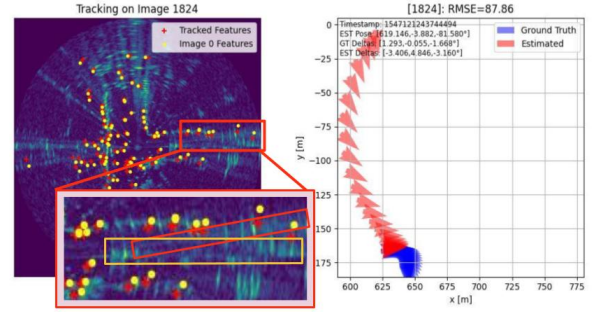 Tracking on Image 1824
Tracked Features
Image 0 Features
[1824]: RMSE=87.86
Timestamp: 1547121243744494
EST Pose: [619.146,-3.882,-81.580°]
GT Deltas: [1.293,-0.055,-1.668°]
EST Deltas: [-3.406,4.846,-3.160°]
Ground Truth
Estimated
0
−25
−50
−75
−100
−125
−150
−175
y [m]
600 625 650 675 700 725 750 775
x [m]